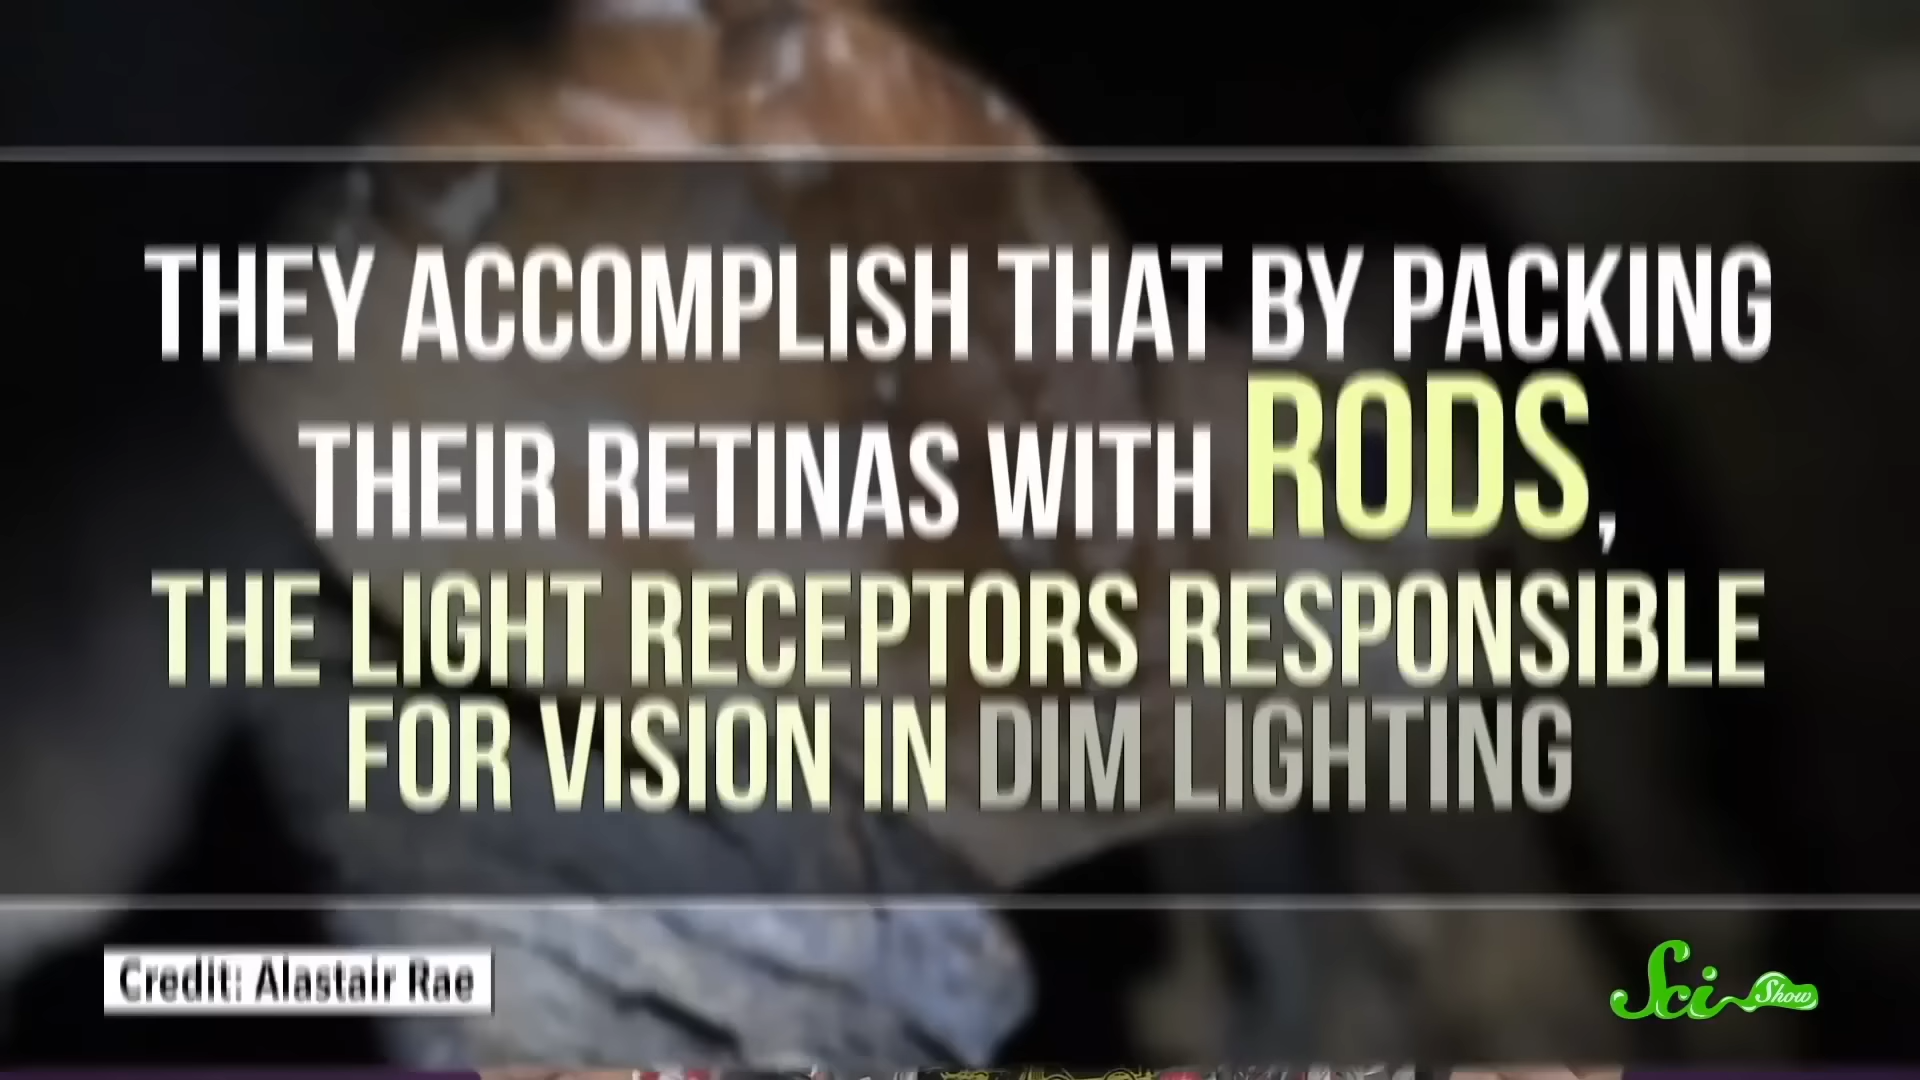 THEY ACCOMPLISH THAT BY PACKING
THEIR RETINAS WITH RODS,
THE LIGHT RECEPTORS RESPONSIBLE
FOR VISION IN DIM LIGHTING
Credit: Alastair Rae
Sci Show